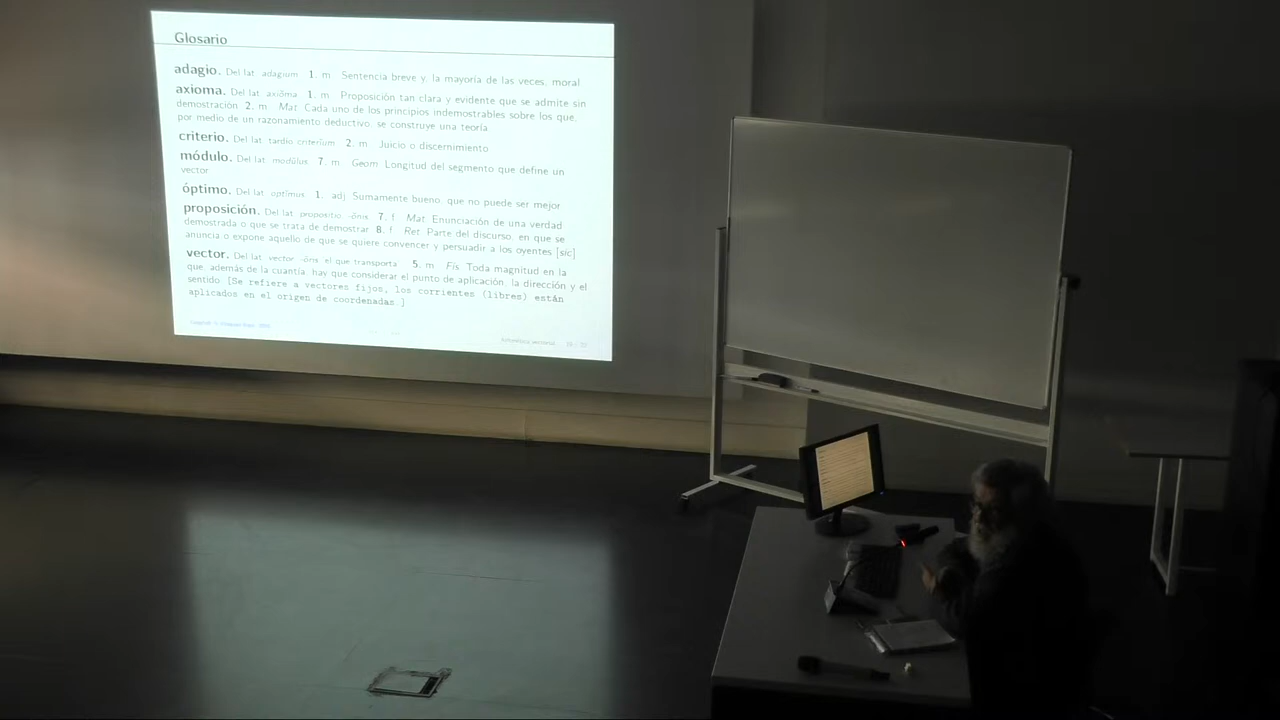 Glosario
adagio. Del lat. adagium 1. m Sentencia breve y, la mayoría de las veces, moral
axioma. Del lat. axiōma 1. m Proposición tan clara y evidente que se admite sin
demostración 2. m Mat Cada uno de los principios indemostrables sobre los que,
por medio de un razonamiento deductivo, se construye una teoría
criterio. Del lat. tardío criterium 2. m Juicio o discernimiento
módulo. Del lat. modŭlus 7. m Geom Longitud del segmento que define un
vector
óptimo. Del lat. optĭmus 1. adj Sumamente bueno, que no puede ser mejor
proposición. Del lat. propositio, -ōnis 7. f Mat Enunciación de una verdad
demostrada o que se trata de demostrar 8. f Ret Parte del discurso, en que se
anuncia o expone aquello de que se quiere convencer y persuadir a los oyentes [sic]
vector. Del lat. vector -ōris el que transporta 5. m Fís Toda magnitud en la
que, además de la cuantía, hay que considerar el punto de aplicación, la dirección y el
sentido. [Se refiere a vectores fijos, los corrientes (libres) están
aplicados en el origen de coordenadas.]